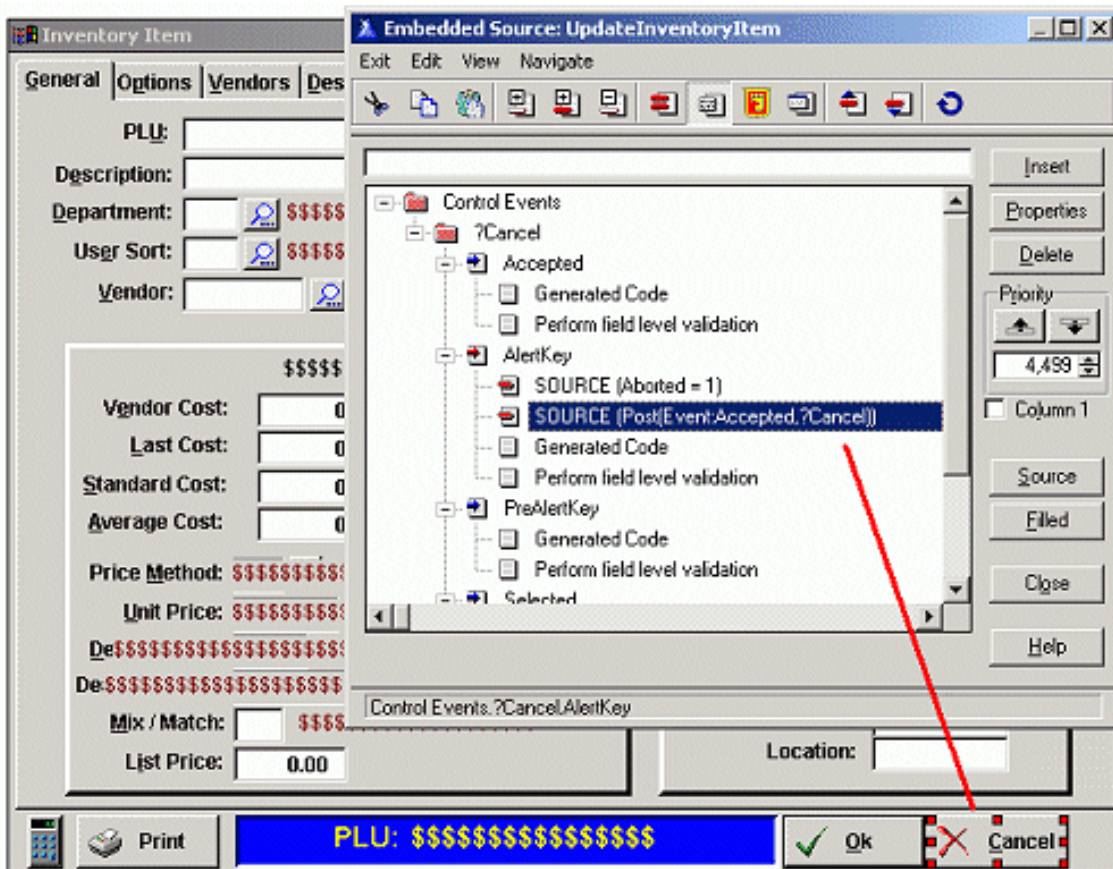 Inventory Item
General Options Vendors Des
PLU:
Description:
Department: $$$$$
User Sort: $$$$$
Vendor:
$$$$$
Vendor Cost: 0
Last Cost: 0
Standard Cost: 0
Average Cost: 0
Price Method: $$$$$$$$$$
Unit Price: $$$$$$$$$$
De$$$$$$$$$$$$$$$$$$$$
De$$$$$$$$$$$$$$$$$$$$$
Mix / Match: $$$$
List Price: 0.00
Location:
Print
PLU: $$$$$$$$$$$$$$$$
Ok
Cancel
Embedded Source: UpdateInventoryItem
Exit Edit View Navigate
Control Events
?Cancel
Accepted
Generated Code
Perform field level validation
AlertKey
SOURCE (Aborted = 1)
SOURCE (Post(Event:Accepted,?Cancel))
Generated Code
Perform field level validation
PreAlertKey
Generated Code
Perform field level validation
Selected
Insert
Properties
Delete
Priority
4,499
Column 1
Source
Filled
Close
Help
Control Events.?Cancel.AlertKey